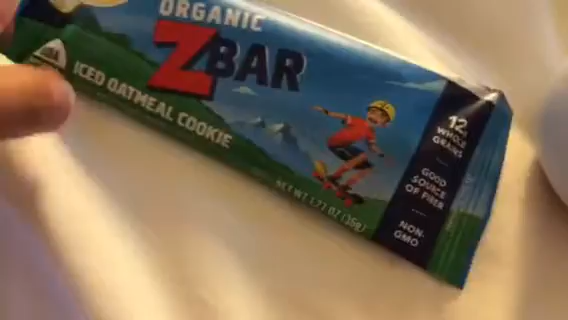 ORGANIC
ZBAR
ICED OATMEAL COOKIE
NET WT 1.27 OZ (36g)
12g
WHOLE
GRAINS
GOOD
SOURCE
OF FIBER
NON-
GMO